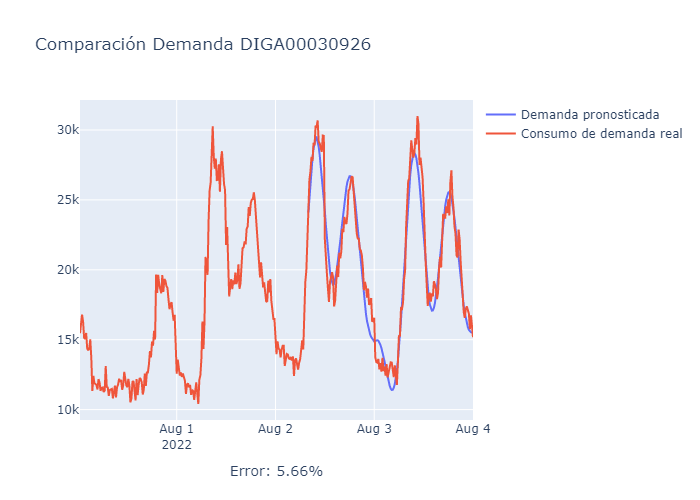 Comparación Demanda DIGA00030926
Demanda pronosticada
Consumo de demanda real
30k
25k
20k
15k
10k
Aug 1
2022
Aug 2
Aug 3
Aug 4
Error: 5.66%